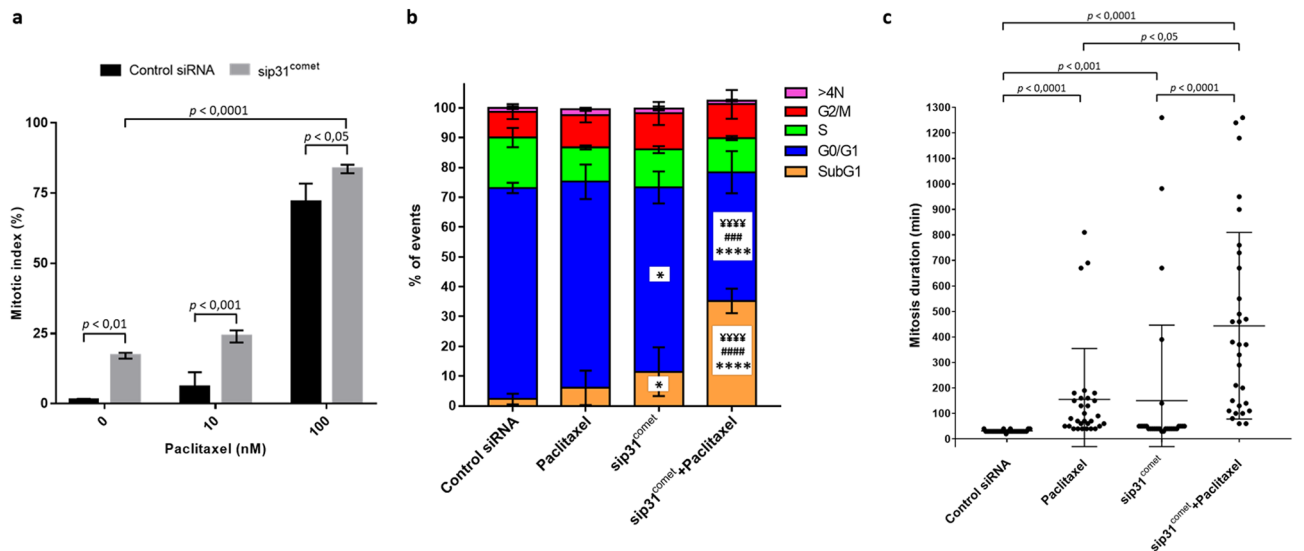 a
Control siRNA
sip31comet
p < 0,0001
p < 0,05
p < 0,001
p < 0,01
Mitotic index (%)
100
75
50
25
0
0
10
100
Paclitaxel (nM)
b
% of events
100
90
80
70
60
50
40
30
20
10
0
>4N
G2/M
S
G0/G1
SubG1
¥¥¥¥
###
****
*
¥¥¥¥
####
****
*
Control siRNA
Paclitaxel
sip31comet
sip31comet+Paclitaxel
c
p < 0,0001
p < 0,05
p < 0,001
p < 0,0001
p < 0,0001
Mitosis duration (min)
1300
1200
1100
1000
900
800
700
600
500
400
300
200
100
0
Control siRNA
Paclitaxel
sip31comet
sip31comet+Paclitaxel